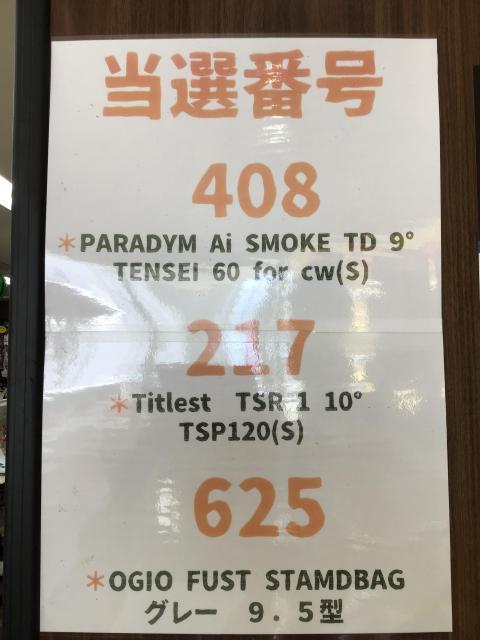 当選番号
408
*PARADYM Ai SMOKE TD 9°
TENSEI 60 for cw(S)
217
*Titlest TSR 1 10°
TSP120(S)
625
*OGIO FUST STAMDBAG
グレー 9.5型